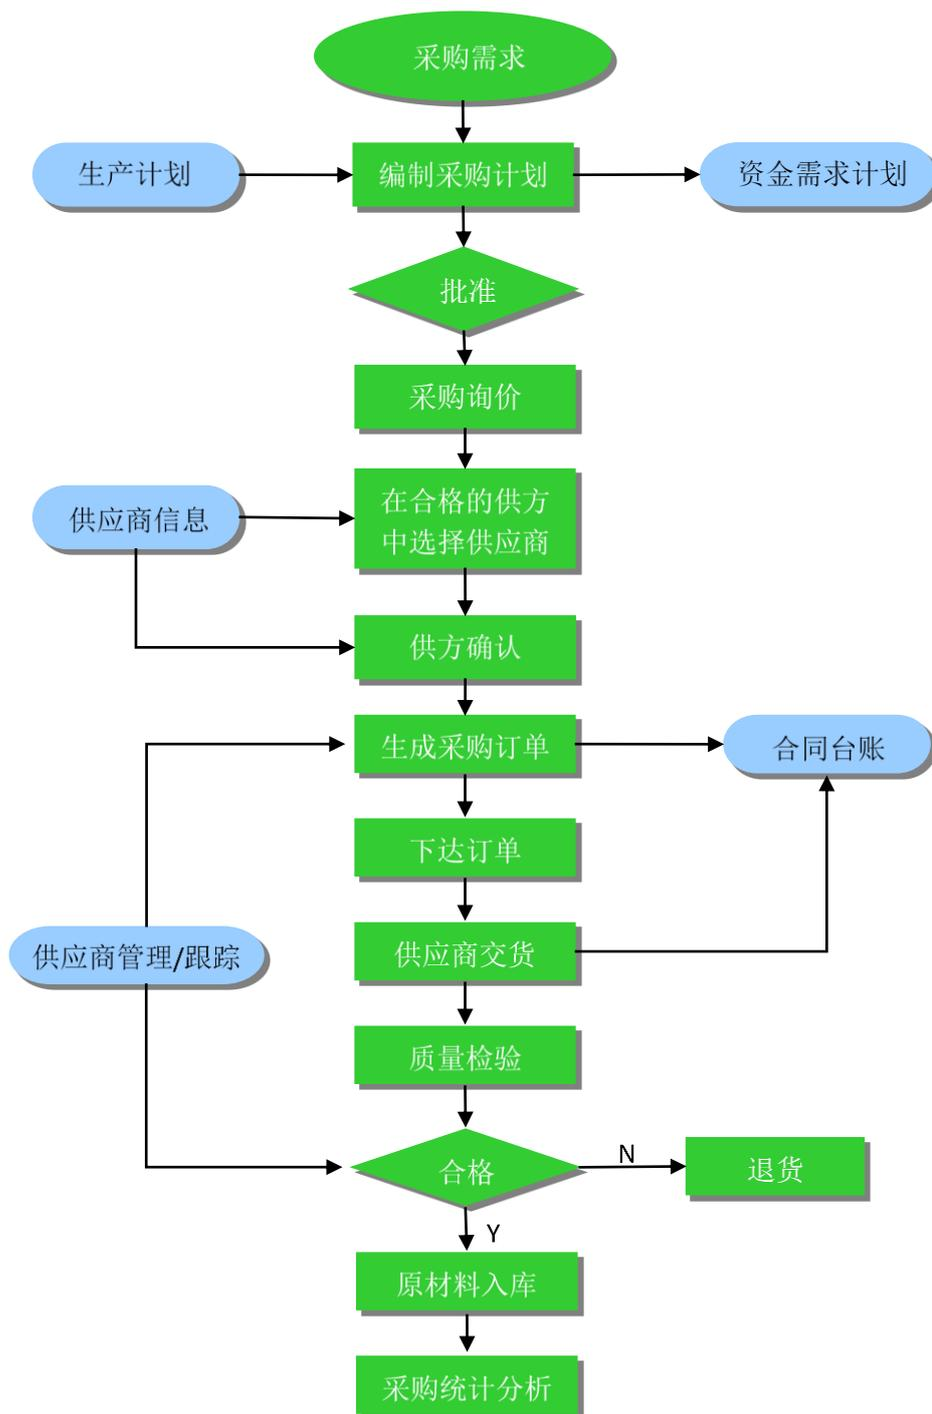 采购需求
生产计划
编制采购计划
资金需求计划
批准
采购询价
供应商信息
在合格的供方
中选择供应商
供方确认
生成采购订单
合同台账
下达订单
供应商管理/跟踪
供应商交货
质量检验
合格
N
退货
Y
原材料入库
采购统计分析